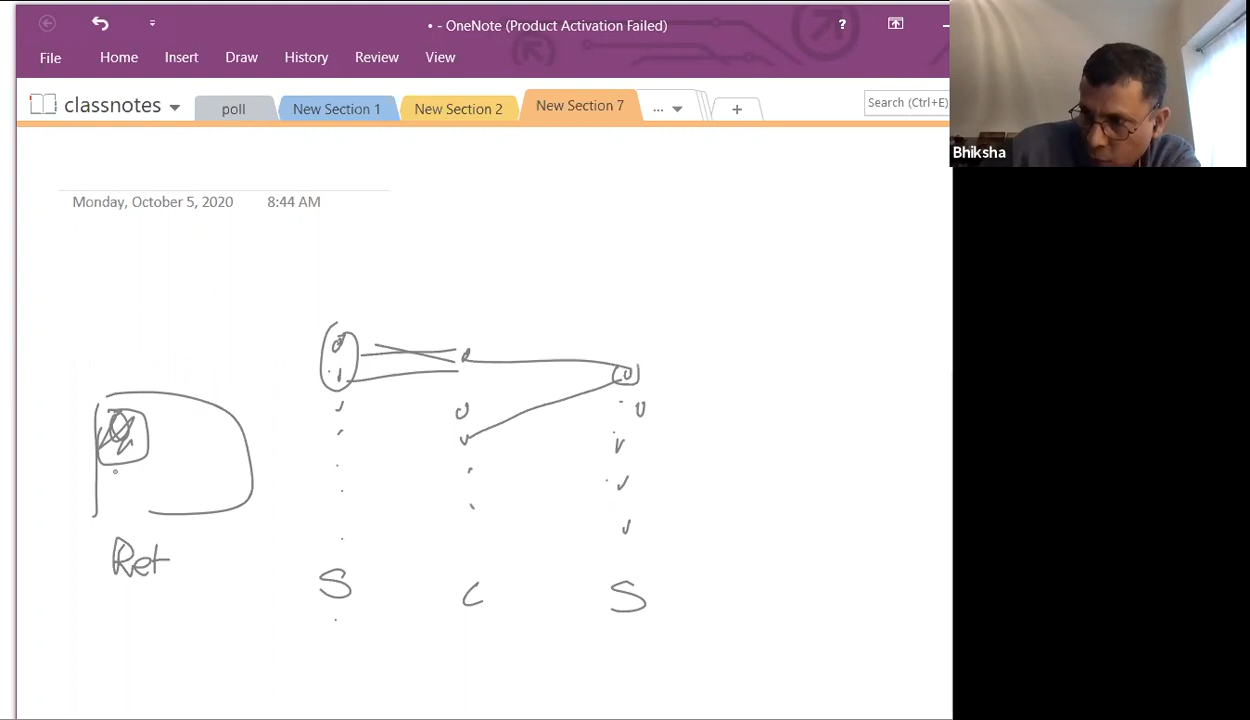 • - OneNote (Product Activation Failed)
?
File Home Insert Draw History Review View
classnotes poll New Section 1 New Section 2 New Section 7 ... + Search (Ctrl+E)
Bhiksha
Monday, October 5, 2020 8:44 AM
Ret
S C S